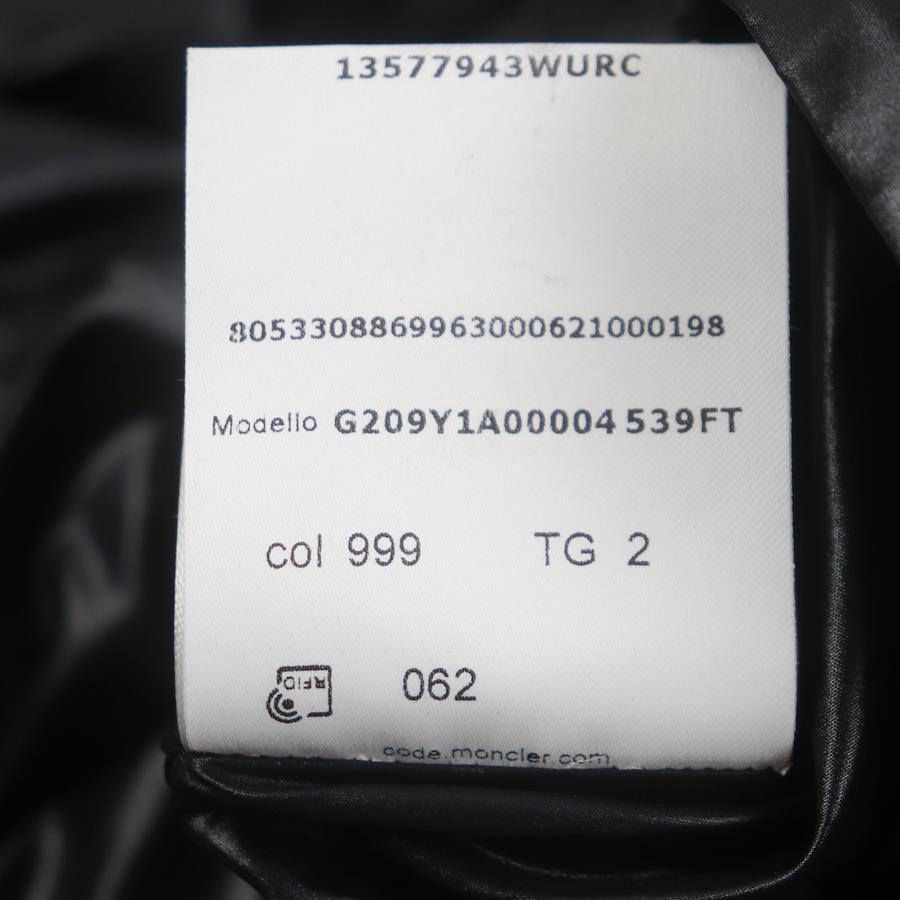 13577943WURC
8053308869963000621000198
Modello G209Y1A00004 539FT
col 999 TG 2
RFID 062
code.moncler.com